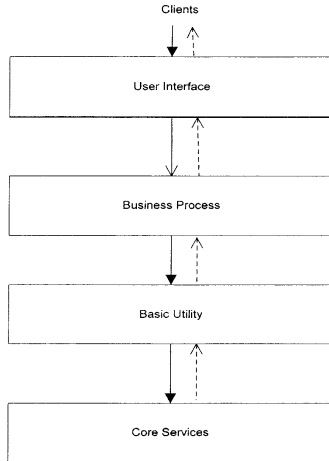 Clients
User Interface
Business Process
Basic Utility
Core Services